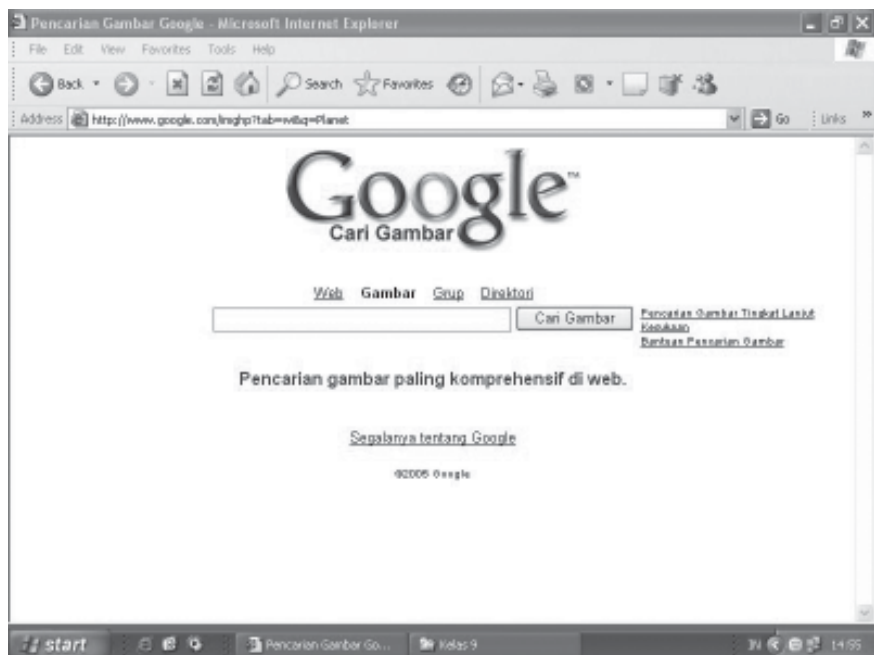 Pencarian Gambar Google - Microsoft Internet Explorer
File Edit View Favorites Tools Help
Back Search Favorites
Address http://www.google.com/imghp?tab=wi&q=Planet Go Links »
Google™
Cari Gambar
Web Gambar Grup Direktori
Cari Gambar
Pencarian Gambar Tingkat Lanjut
Kesukaan
Bantuan Pencarian Gambar
Pencarian gambar paling komprehensif di web.
Segalanya tentang Google
©2005 Google
start Pencarian Gambar Go... Kelas 9 IN 14:55